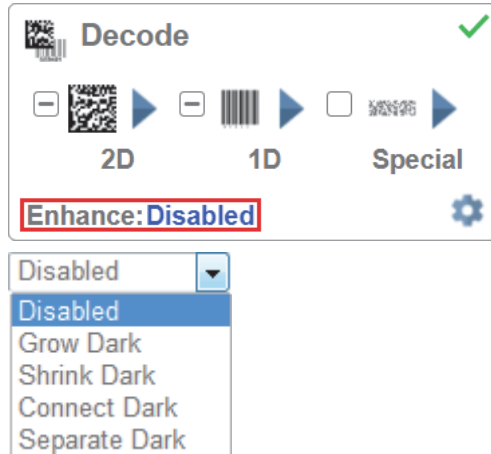 Decode
2D 1D Special
Enhance: Disabled
Disabled
Disabled
Grow Dark
Shrink Dark
Connect Dark
Separate Dark